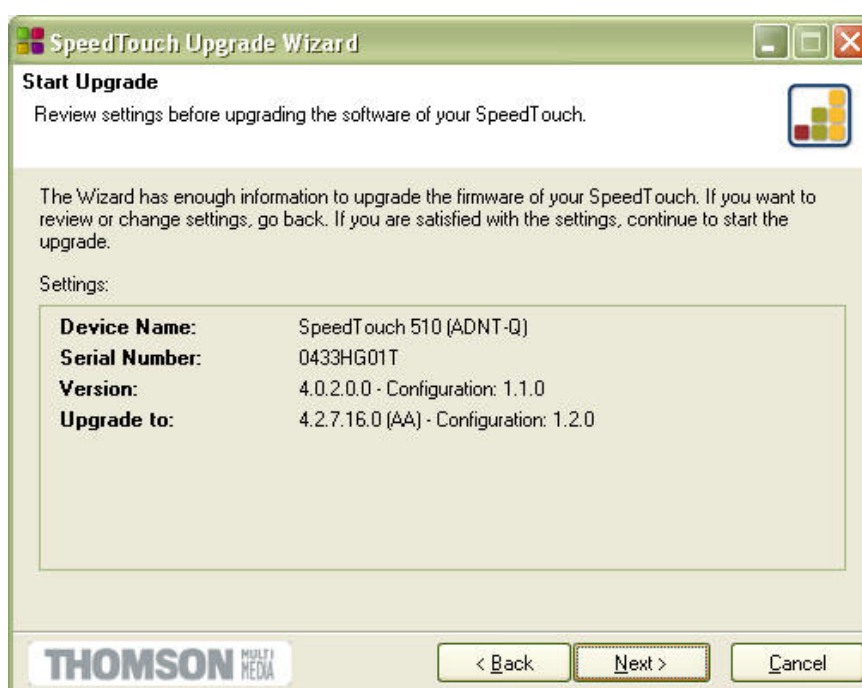 SpeedTouch Upgrade Wizard
Start Upgrade
Review settings before upgrading the software of your SpeedTouch.
The Wizard has enough information to upgrade the firmware of your SpeedTouch. If you want to
review or change settings, go back. If you are satisfied with the settings, continue to start the
upgrade.
Settings:
Device Name: SpeedTouch 510 (ADNT-Q)
Serial Number: 0433HG01T
Version: 4.0.2.0.0 - Configuration: 1.1.0
Upgrade to: 4.2.7.16.0 (AA) - Configuration: 1.2.0
THOMSON MULTI MEDIA
< Back Next > Cancel